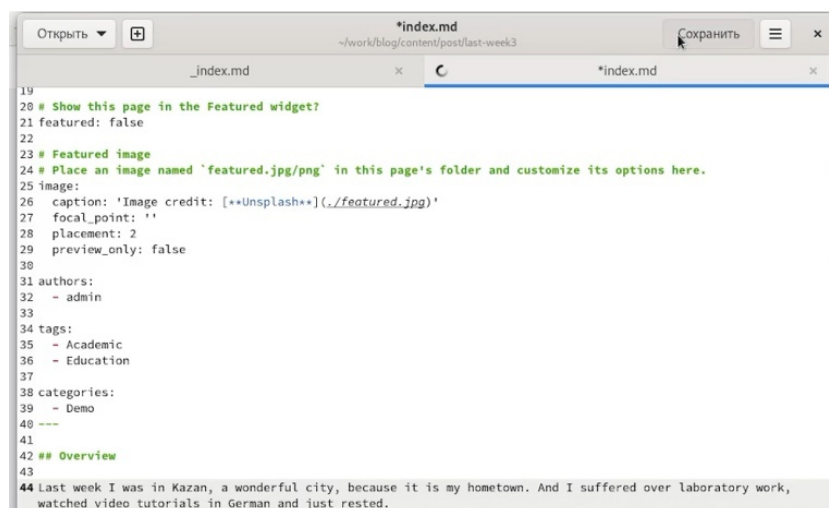 Открыть
*index.md
~/work/blog/content/post/last-week3
Сохранить
_index.md
*index.md
19
20 # Show this page in the Featured widget?
21 featured: false
22
23 # Featured image
24 # Place an image named `featured.jpg/png` in this page's folder and customize its options here.
25 image:
26   caption: 'Image credit: [**Unsplash**](./featured.jpg)'
27   focal_point: ''
28   placement: 2
29   preview_only: false
30
31 authors:
32   - admin
33
34 tags:
35   - Academic
36   - Education
37
38 categories:
39   - Demo
40 ---
41
42 ## Overview
43
44 Last week I was in Kazan, a wonderful city, because it is my hometown. And I suffered over laboratory work,
watched video tutorials in German and just rested.